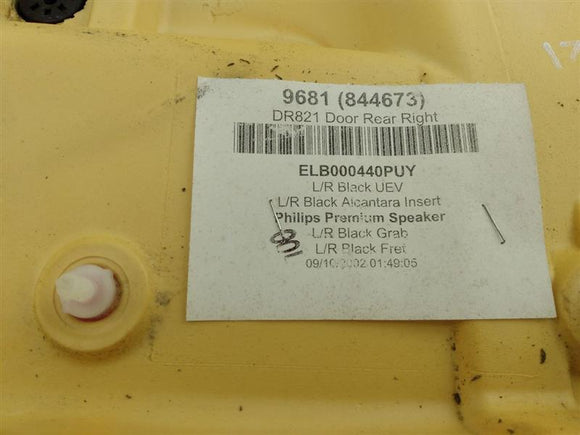 9681 (844673)
DR821 Door Rear Right
ELB000440PUY
L/R Black UEV
L/R Black Alcantara Insert
Philips Premium Speaker
L/R Black Grab
L/R Black Fret
09/10/2002 01:49:05